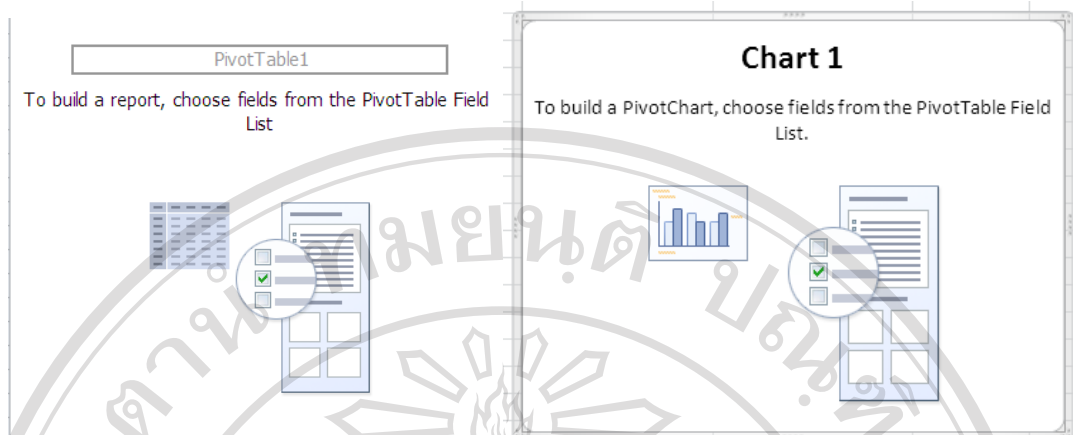 PivotTable1
To build a report, choose fields from the PivotTable Field
List
Chart 1
To build a PivotChart, choose fields from the PivotTable Field
List.